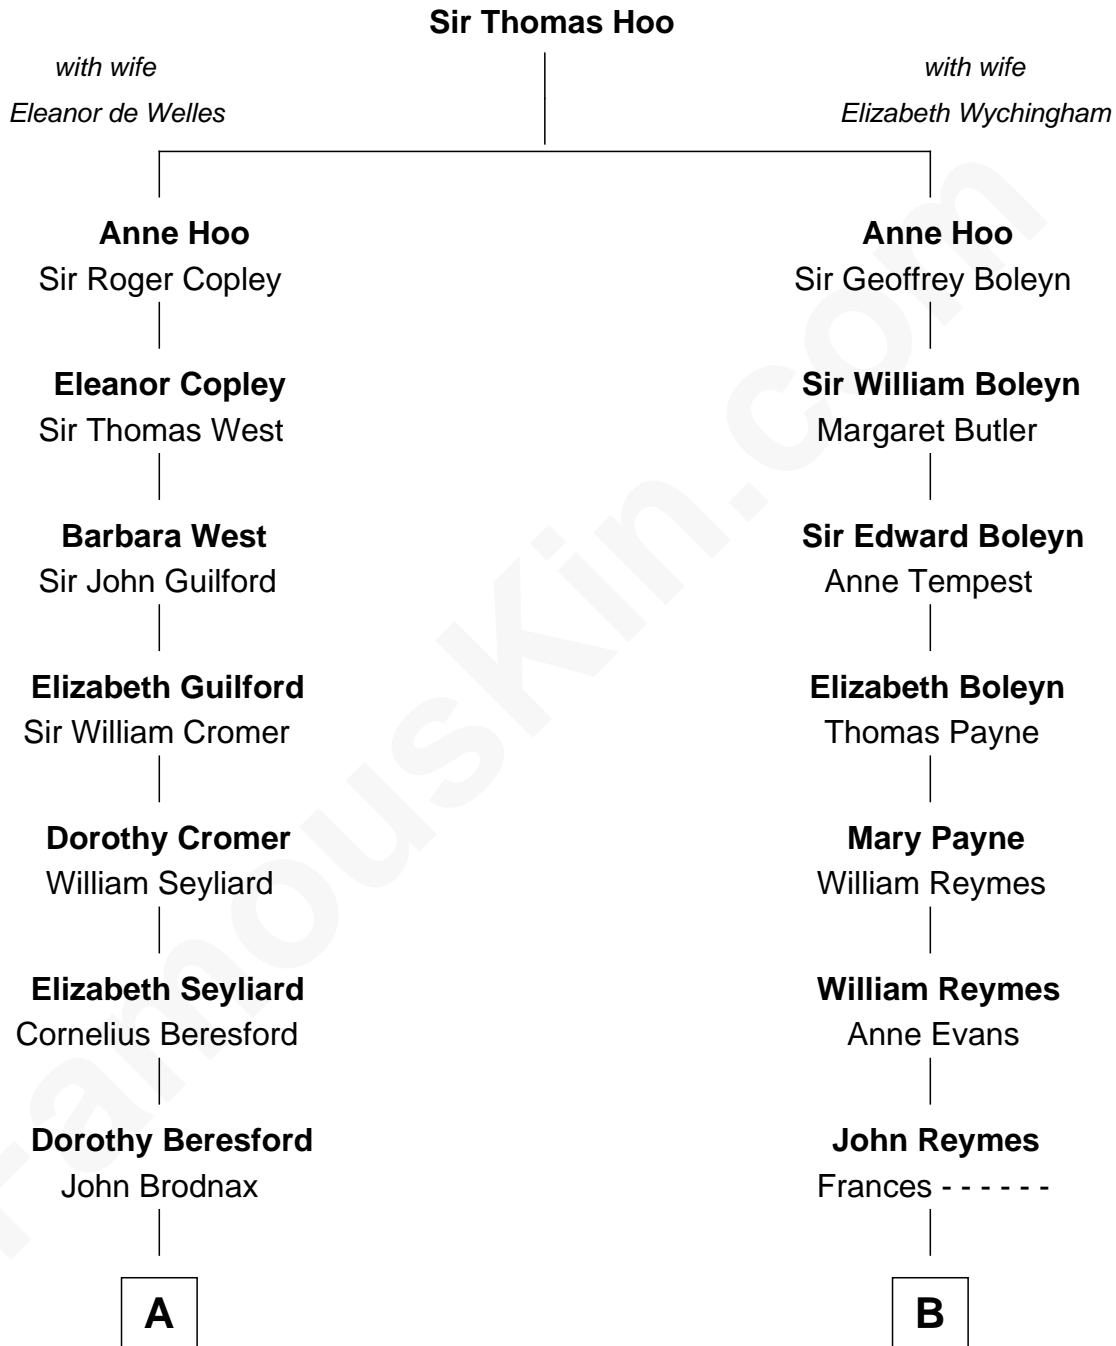 Sir Thomas Hoo
with wife
Eleanor de Welles
with wife
Elizabeth Wychingham
Anne Hoo
Sir Roger Copley
Anne Hoo
Sir Geoffrey Boleyn
Eleanor Copley
Sir Thomas West
Sir William Boleyn
Margaret Butler
Barbara West
Sir John Guilford
Sir Edward Boleyn
Anne Tempest
Elizabeth Guilford
Sir William Cromer
Elizabeth Boleyn
Thomas Payne
Dorothy Cromer
William Seyliard
Mary Payne
William Reymes
Elizabeth Seyliard
Cornelius Beresford
William Reymes
Anne Evans
Dorothy Beresford
John Brodnax
John Reymes
Frances - - - - - -
A
B
FamousKin.com